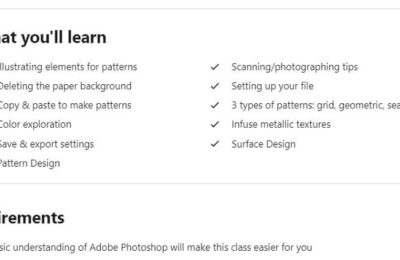 hat you'll learn
llustrating elements for patterns
Deleting the paper background
Copy & paste to make patterns
Color exploration
Save & export settings
Pattern Design
Scanning/photographing tips
Setting up your file
3 types of patterns: grid, geometric, sea
Infuse metallic textures
Surface Design
irements
sic understanding of Adobe Photoshop will make this class easier for you